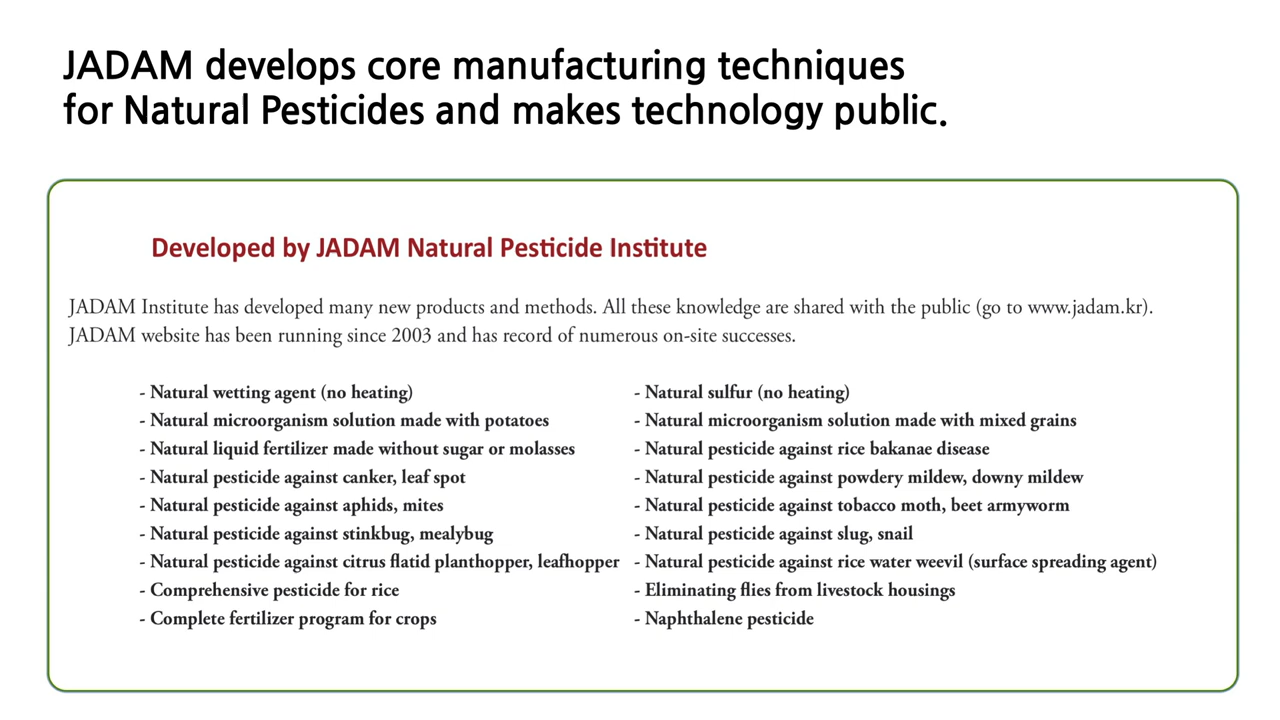 JADAM develops core manufacturing techniques
for Natural Pesticides and makes technology public.
Developed by JADAM Natural Pesticide Institute
JADAM Institute has developed many new products and methods. All these knowledge are shared with the public (go to www.jadam.kr).
JADAM website has been running since 2003 and has record of numerous on-site successes.
- Natural wetting agent (no heating)
- Natural microorganism solution made with potatoes
- Natural liquid fertilizer made without sugar or molasses
- Natural pesticide against canker, leaf spot
- Natural pesticide against aphids, mites
- Natural pesticide against stinkbug, mealybug
- Natural pesticide against citrus flatid planthopper, leafhopper
- Comprehensive pesticide for rice
- Complete fertilizer program for crops
- Natural sulfur (no heating)
- Natural microorganism solution made with mixed grains
- Natural pesticide against rice bakanae disease
- Natural pesticide against powdery mildew, downy mildew
- Natural pesticide against tobacco moth, beet armyworm
- Natural pesticide against slug, snail
- Natural pesticide against rice water weevil (surface spreading agent)
- Eliminating flies from livestock housings
- Naphthalene pesticide